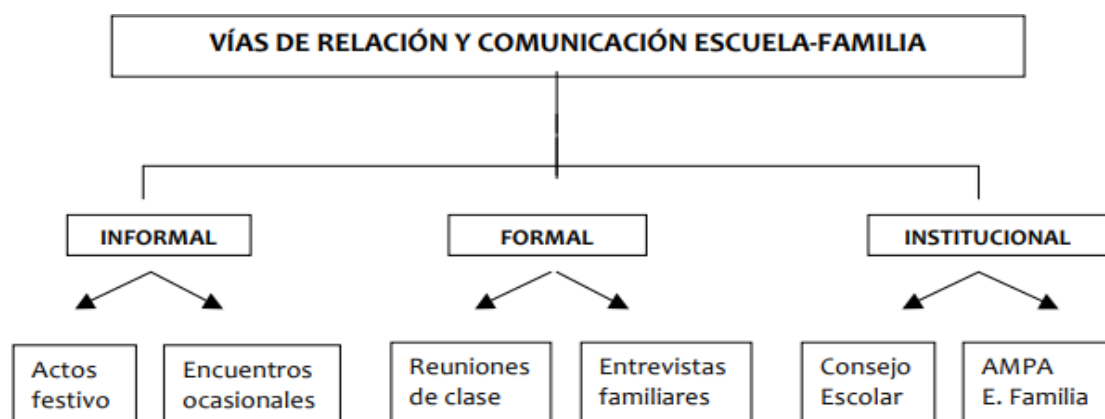 VÍAS DE RELACIÓN Y COMUNICACIÓN ESCUELA-FAMILIA
INFORMAL
FORMAL
INSTITUCIONAL
Actos
festivo
Encuentros
ocasionales
Reuniones
de clase
Entrevistas
familiares
Consejo
Escolar
AMPA
E. Familia